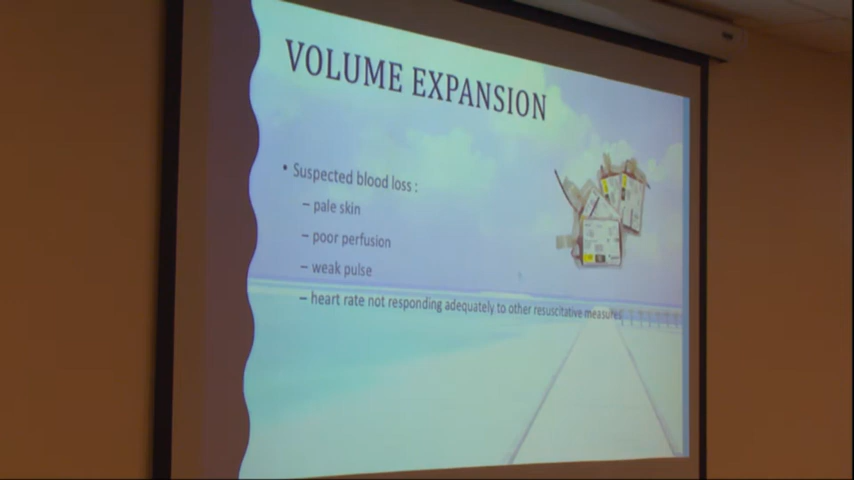 VOLUME EXPANSION
• Suspected blood loss :
– pale skin
– poor perfusion
– weak pulse
– heart rate not responding adequately to other resuscitative measures